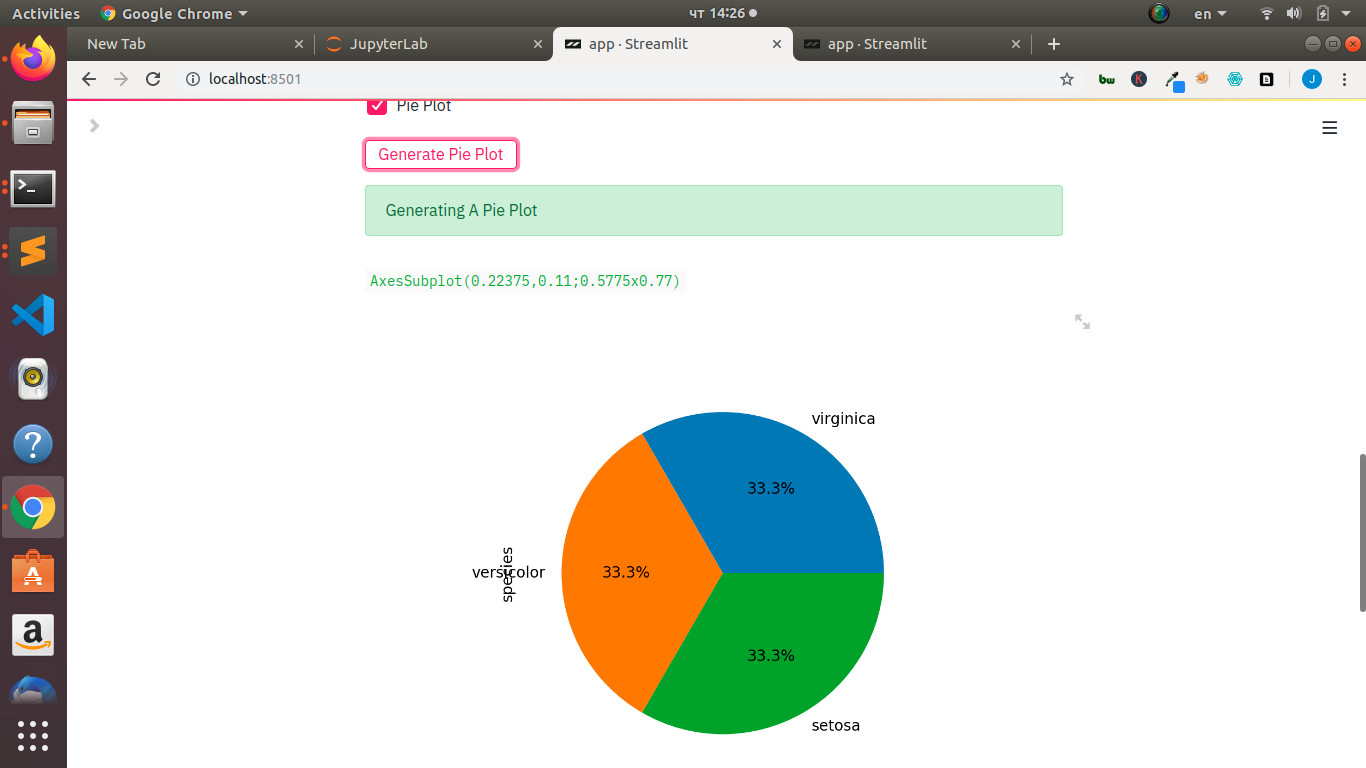 Activities Google Chrome чт 14:26 en
New Tab JupyterLab app · Streamlit app · Streamlit
localhost:8501 bw K J
Pie Plot
Generate Pie Plot
Generating A Pie Plot
AxesSubplot(0.22375,0.11;0.5775x0.77)
virginica
33.3%
versicolor
species
33.3%
33.3%
setosa